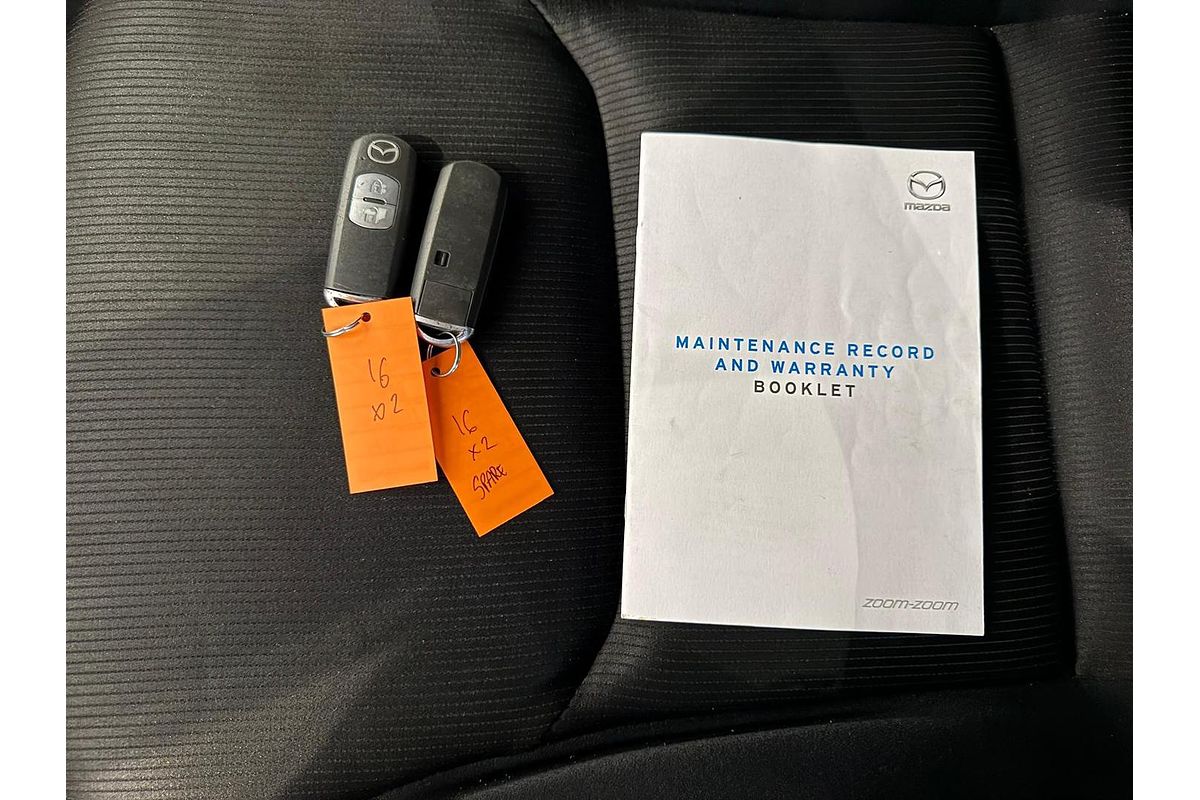 16
x2
16
x2
SPARE
mazda
MAINTENANCE RECORD
AND WARRANTY
BOOKLET
zoom-zoom